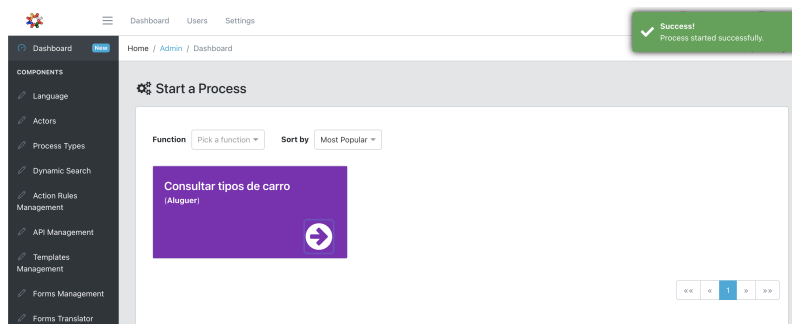 Dashboard Users Settings
Success!
Process started successfully.
Dashboard New
Home / Admin / Dashboard
COMPONENTS
Language
Actors
Process Types
Dynamic Search
Action Rules
Management
API Management
Templates
Management
Forms Management
Forms Translator
Start a Process
Function Pick a function Sort by Most Popular
Consultar tipos de carro
(Aluguer)
«« « 1 » »»